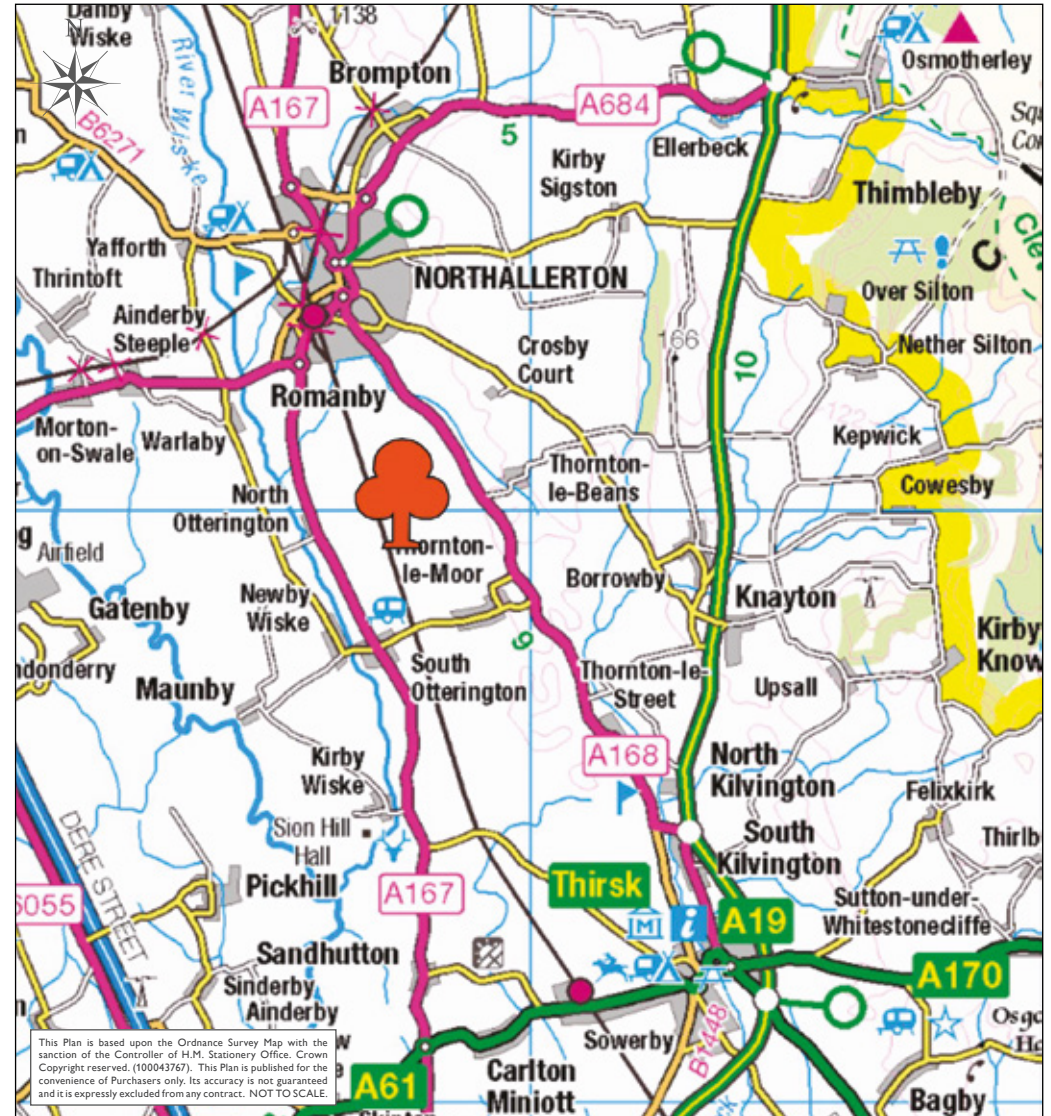 Danby
Wiske
N
River Wiske
1138
Brompton
A167
A684
Osmotherley
B6271
5
Ellerbeck
Kirby
Sigston
Thimbleby
Yafforth
Thrintoft
NORTHALLERTON
Over Silton
Ainderby
Steeple
Nether Silton
166
Crosby
Court
10
Romanby
122
Morton-
on-Swale
Warlaby
Kepwick
Thornton-
le-Beans
Cowesby
North
Otterington
Airfield
Thornton-
le-Moor
Borrowby
Gatenby
Newby
Wiske
Knayton
Kirby
Know
ndonderry
9
South
Otterington
Thornton-le-
Street
Upsall
Maunby
A168
North
Kilvington
Kirby
Wiske
Felixkirk
Sion Hill
Hall
South
Kilvington
Thirlb
DERE STREET
Pickhill
A167
Thirsk
6055
Sutton-under-
Whitestonecliffe
A19
Sandhutton
A170
Sinderby
Ainderby
B1448
Sowerby
Carlton
Miniott
A61
Bagby
This Plan is based upon the Ordnance Survey Map with the
sanction of the Controller of H.M. Stationery Office. Crown
Copyright reserved. (100043767). This Plan is published for the
convenience of Purchasers only. Its accuracy is not guaranteed
and it is expressly excluded from any contract. NOT TO SCALE.